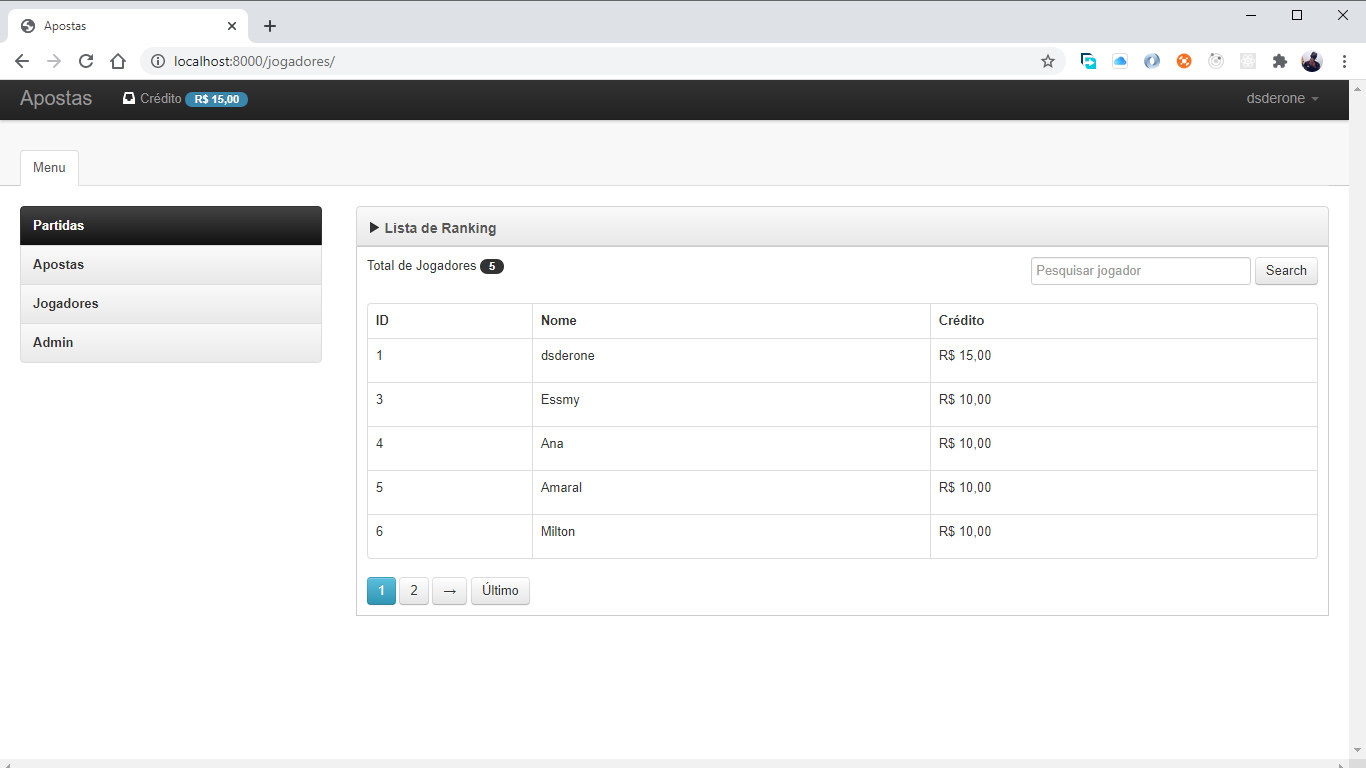 Apostas
localhost:8000/jogadores/
Apostas Crédito R$ 15,00 dsderone
Menu
Partidas
Apostas
Jogadores
Admin
Lista de Ranking
Total de Jogadores 5 Pesquisar jogador Search
ID Nome Crédito
1 dsderone R$ 15,00
3 Essmy R$ 10,00
4 Ana R$ 10,00
5 Amaral R$ 10,00
6 Milton R$ 10,00
1 2 → Último